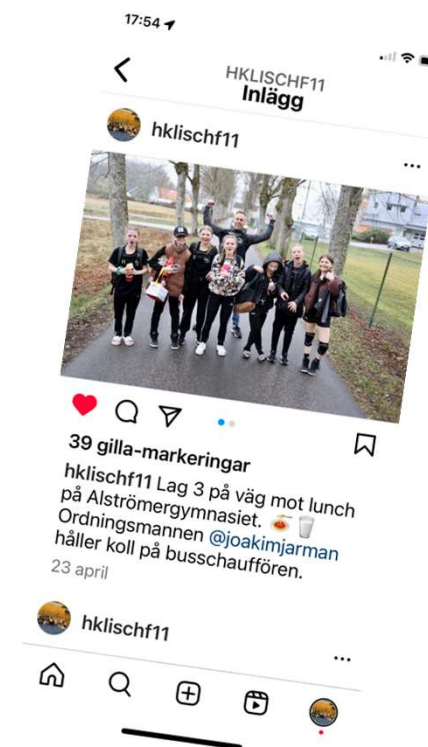 17:54
HKLISCHF11
Inlägg
hklischf11
39 gilla-markeringar
hklischf11 Lag 3 på väg mot lunch
på Alströmergymnasiet. 🍝🥛
Ordningsmannen @joakimjarman
håller koll på busschauffören.
23 april
hklischf11